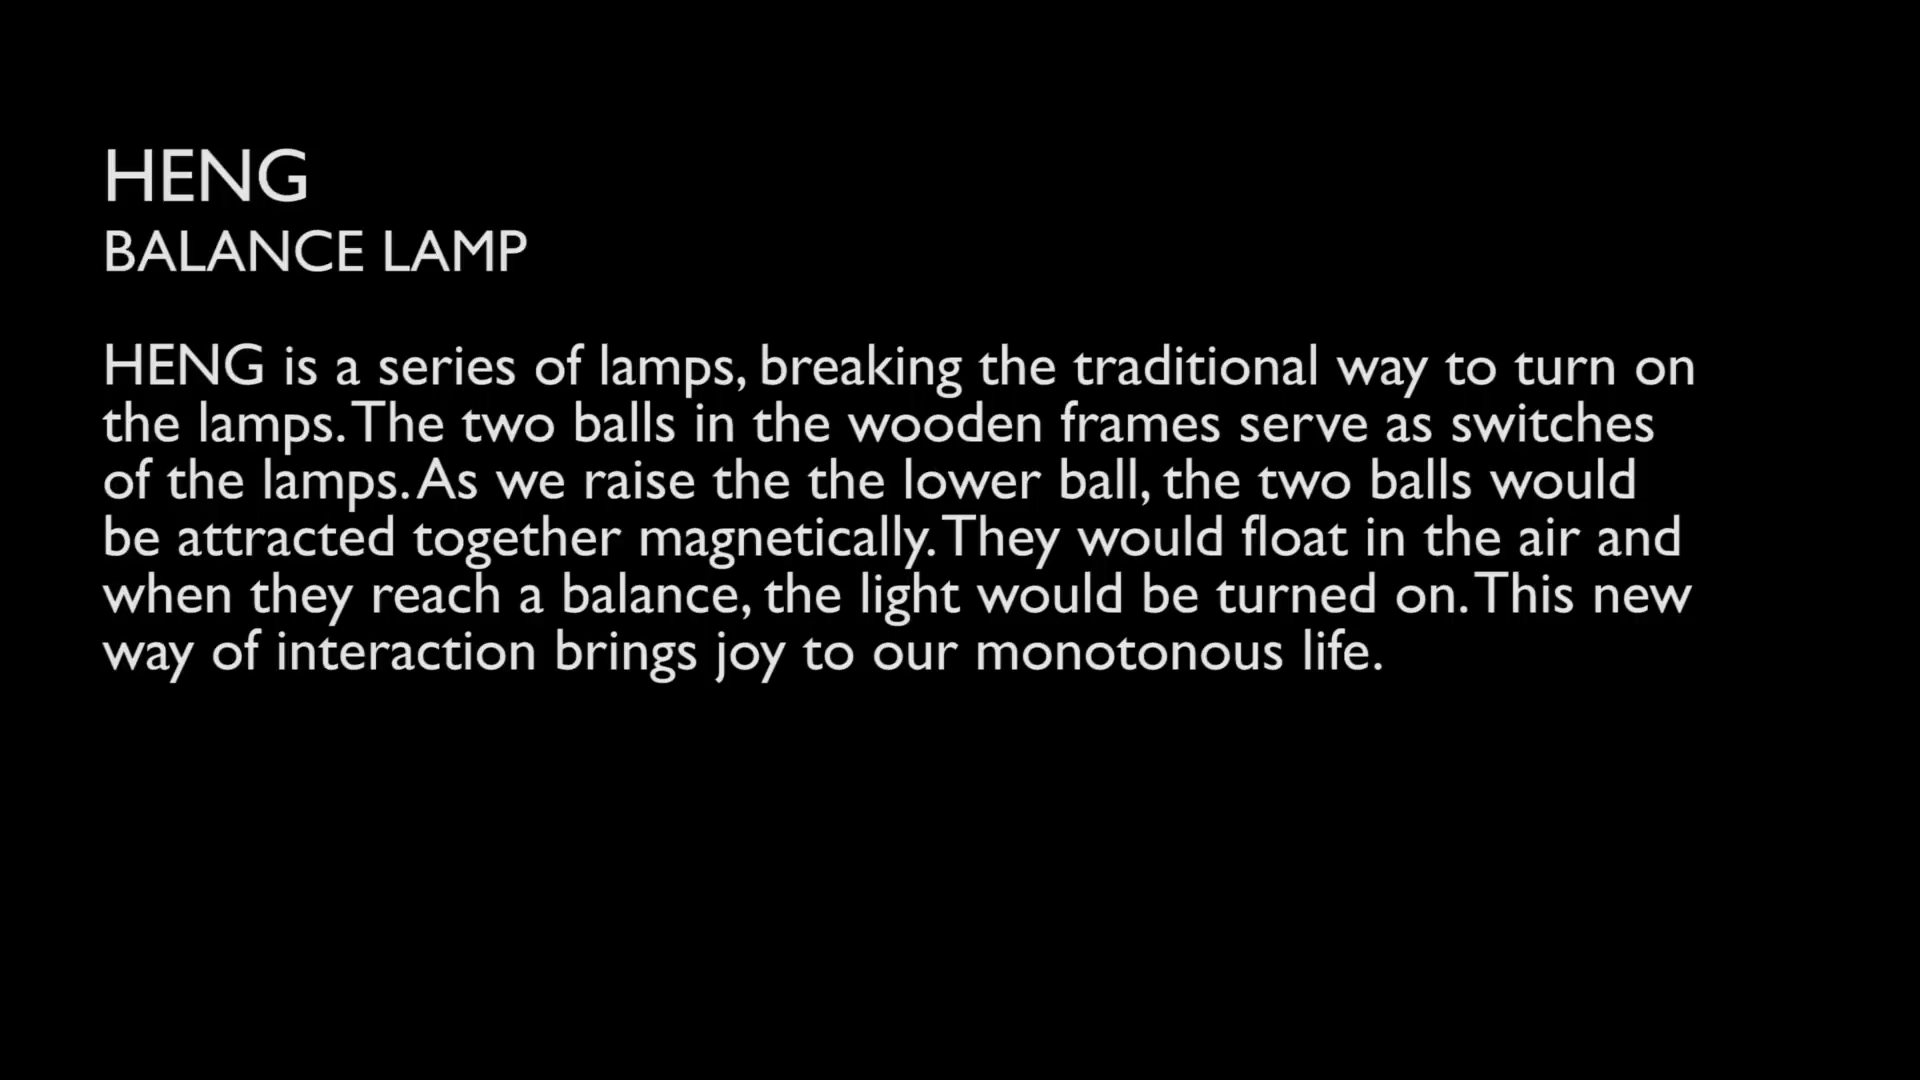 HENG
BALANCE LAMP
HENG is a series of lamps, breaking the traditional way to turn on
the lamps. The two balls in the wooden frames serve as switches
of the lamps. As we raise the the lower ball, the two balls would
be attracted together magnetically. They would float in the air and
when they reach a balance, the light would be turned on. This new
way of interaction brings joy to our monotonous life.